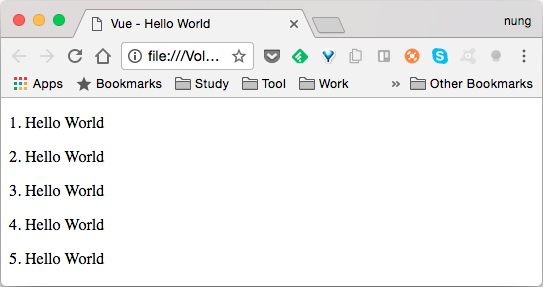 Vue - Hello World
nung
file:///Vol...
Apps Bookmarks Study Tool Work » Other Bookmarks
1. Hello World
2. Hello World
3. Hello World
4. Hello World
5. Hello World